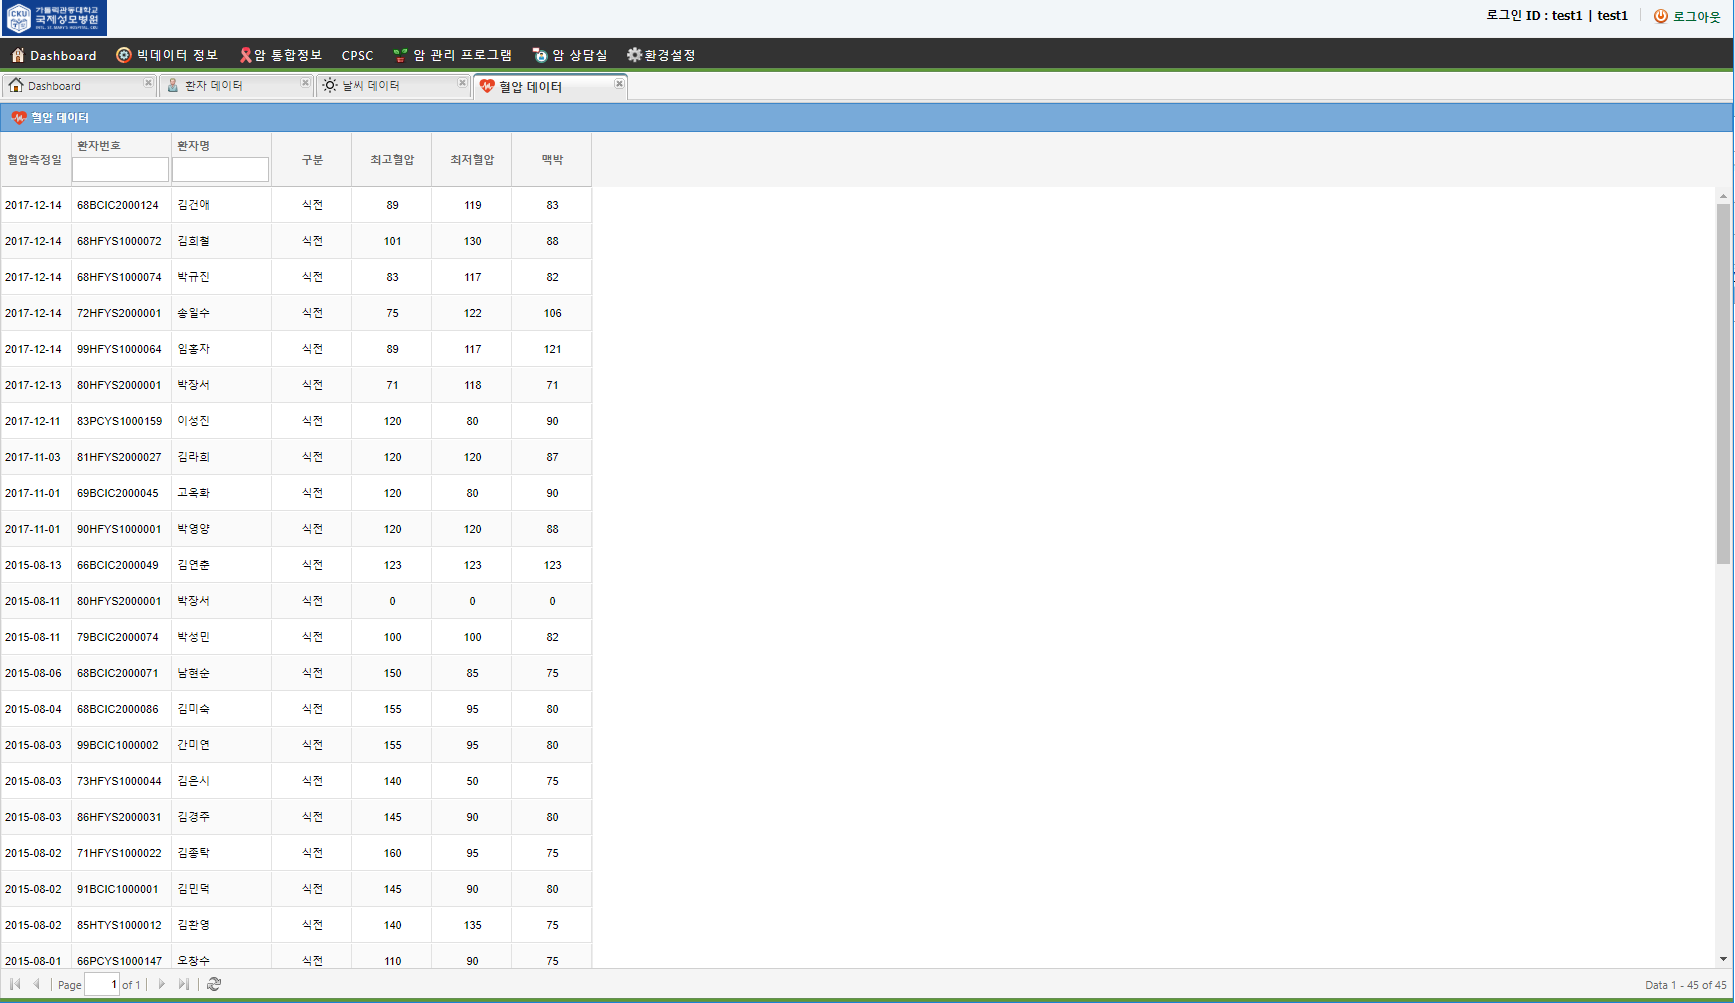 CKU 가톨릭관동대학교
국제성모병원
로그인 ID : test1 | test1 로그아웃
Dashboard 빅데이터 정보 암 통합정보 CPSC 암 관리 프로그램 암 상담실 환경설정
Dashboard 환자 데이터 날씨 데이터 혈압 데이터
혈압 데이터
혈압측정일 환자번호 환자명 구분 최고혈압 최저혈압 맥박
2017-12-14 68BCIC2000124 김건애 식전 89 119 83
2017-12-14 68HFYS1000072 김희철 식전 101 130 88
2017-12-14 68HFYS1000074 박규진 식전 83 117 82
2017-12-14 72HFYS2000001 송일수 식전 75 122 106
2017-12-14 99HFYS1000064 임홍자 식전 89 117 121
2017-12-13 80HFYS2000001 박장서 식전 71 118 71
2017-12-11 83PCYS1000159 이성진 식전 120 80 90
2017-11-03 81HFYS2000027 김라희 식전 120 120 87
2017-11-01 69BCIC2000045 고옥화 식전 120 80 90
2017-11-01 90HFYS1000001 박영양 식전 120 120 88
2015-08-13 66BCIC2000049 김연춘 식전 123 123 123
2015-08-11 80HFYS2000001 박장서 식전 0 0 0
2015-08-11 79BCIC2000074 박성민 식전 100 100 82
2015-08-06 68BCIC2000071 남현순 식전 150 85 75
2015-08-04 68BCIC2000086 김미숙 식전 155 95 80
2015-08-03 99BCIC1000002 간미연 식전 155 95 80
2015-08-03 73HFYS1000044 김은시 식전 140 50 75
2015-08-03 86HFYS2000031 김경주 식전 145 90 80
2015-08-02 71HFYS1000022 김종탁 식전 160 95 75
2015-08-02 91BCIC1000001 김민덕 식전 145 90 80
2015-08-02 85HTYS1000012 김환영 식전 140 135 75
2015-08-01 66PCYS1000147 오창수 식전 110 90 75
Page 1 of 1 Data 1 - 45 of 45